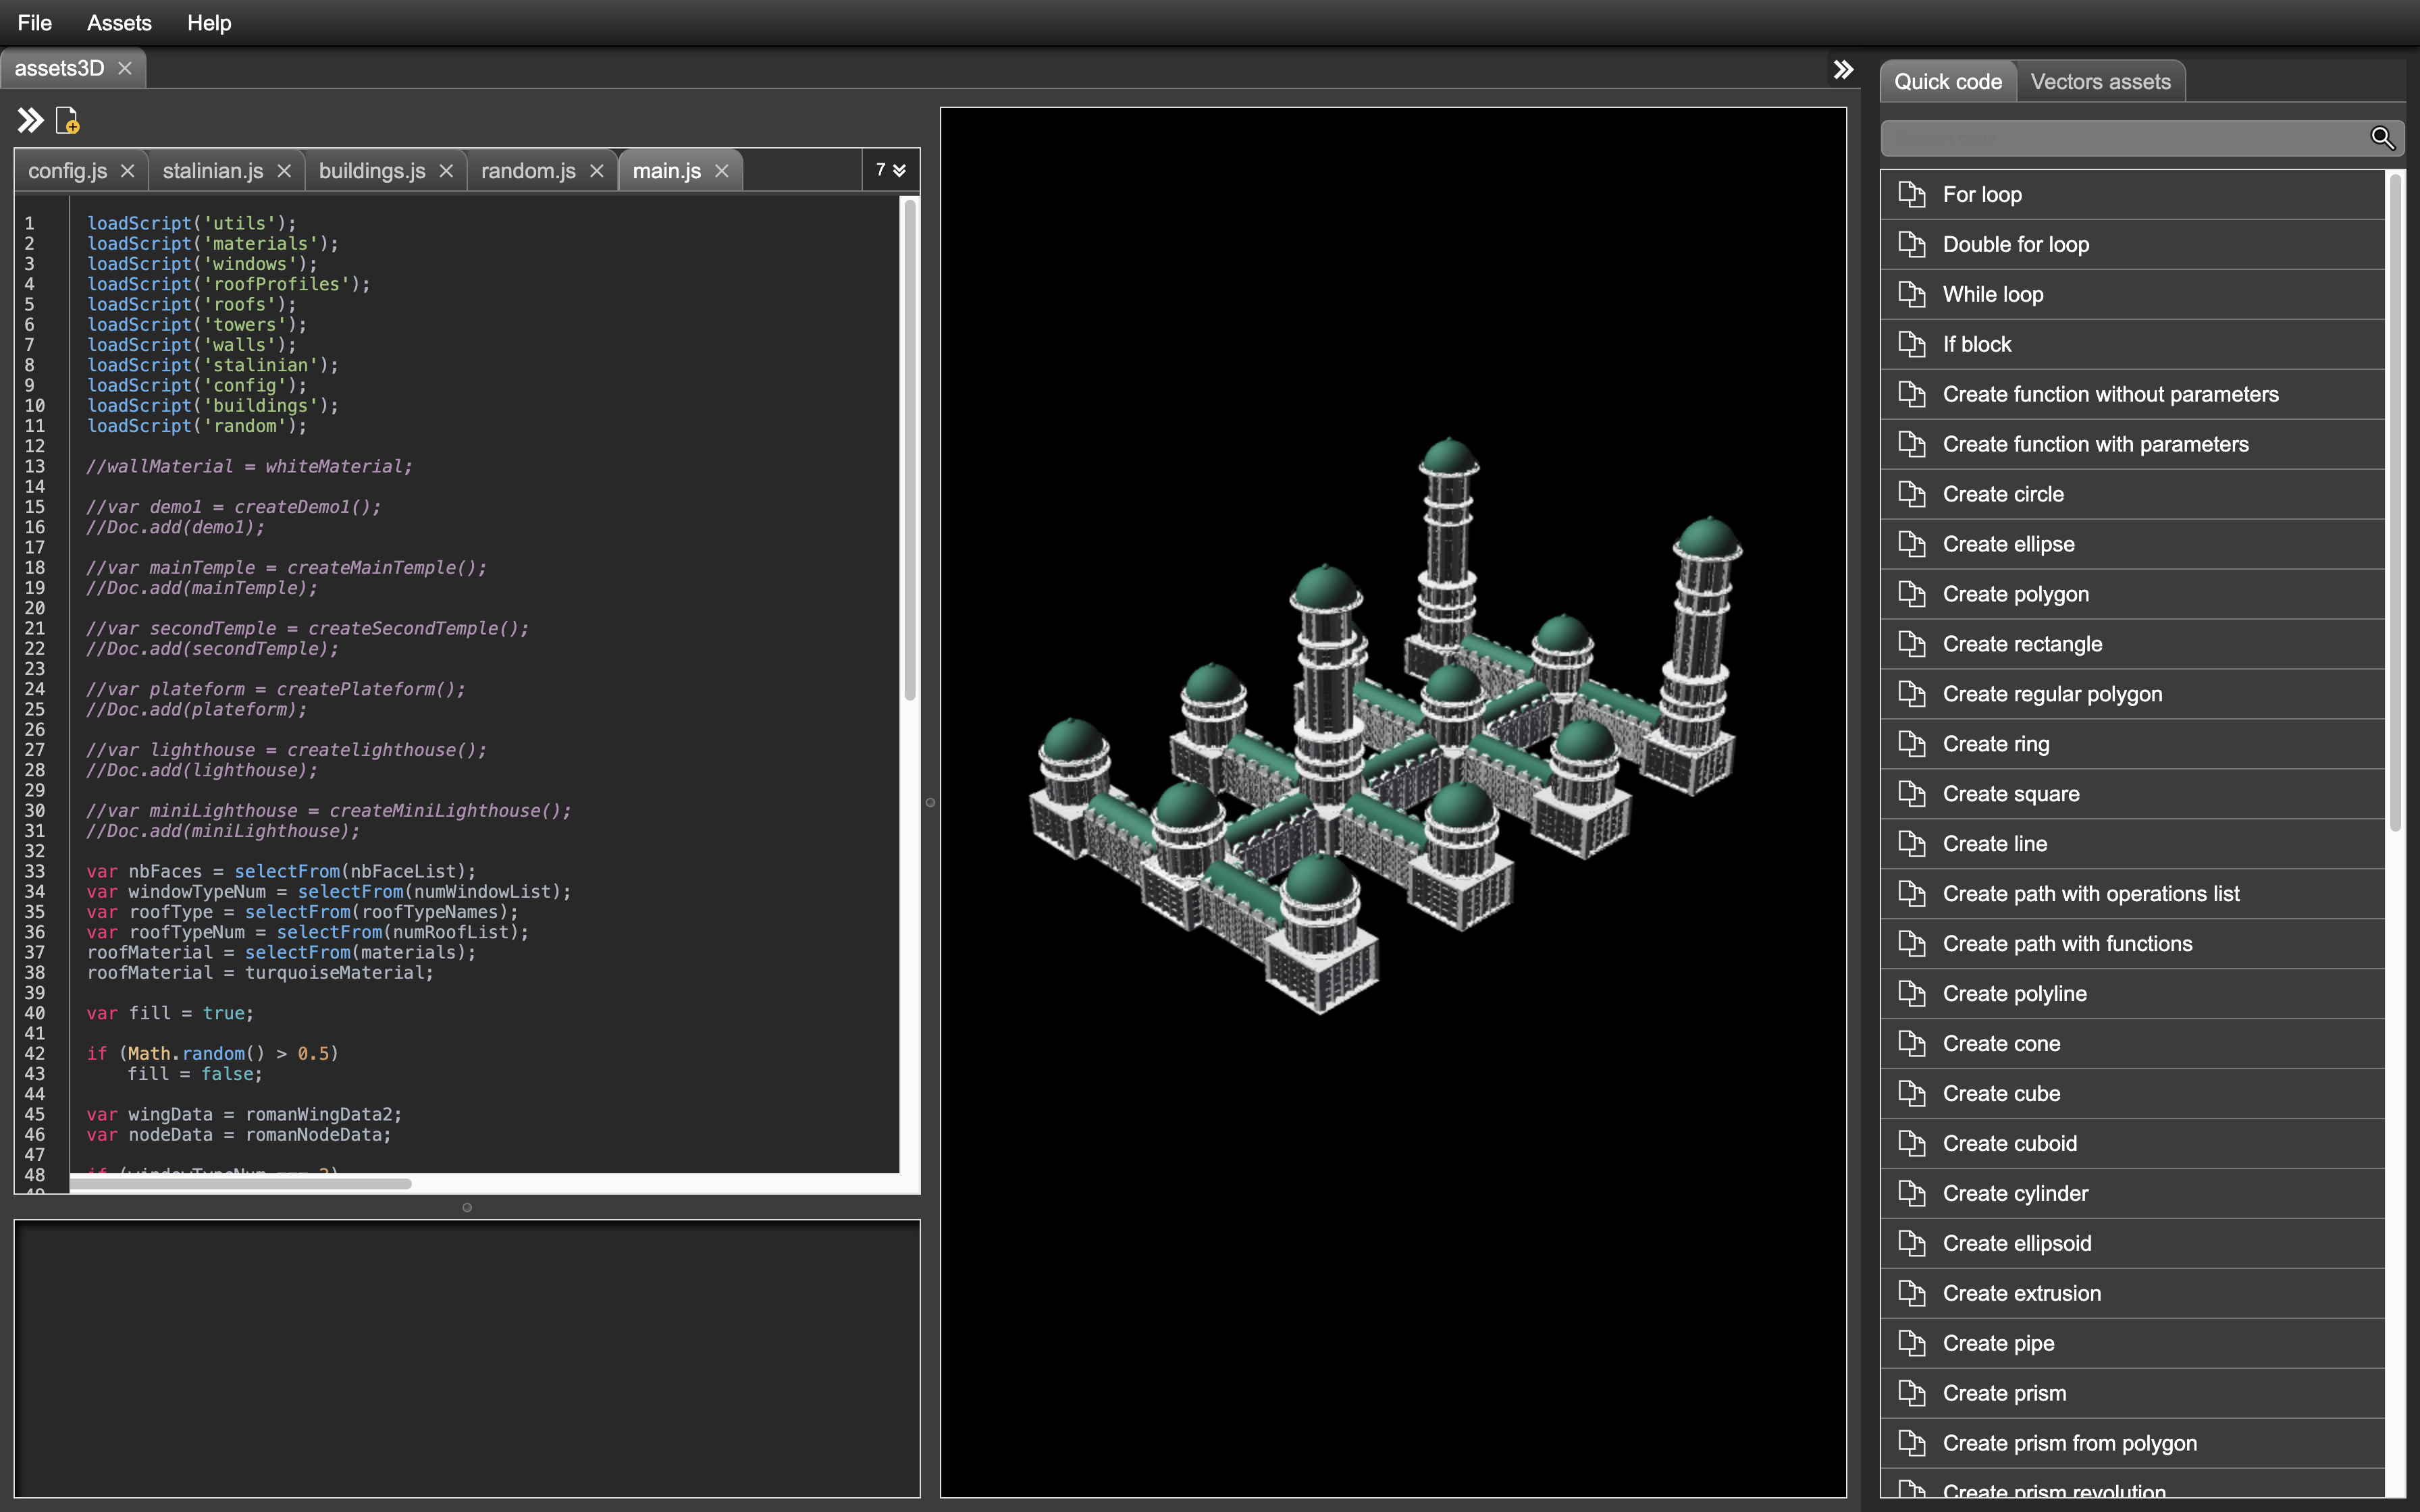 File Assets Help
assets3D
config.js stalinian.js buildings.js random.js main.js 7
1 loadScript('utils');
2 loadScript('materials');
3 loadScript('windows');
4 loadScript('roofProfiles');
5 loadScript('roofs');
6 loadScript('towers');
7 loadScript('walls');
8 loadScript('stalinian');
9 loadScript('config');
10 loadScript('buildings');
11 loadScript('random');
12
13 //wallMaterial = whiteMaterial;
14
15 //var demo1 = createDemo1();
16 //Doc.add(demo1);
17
18 //var mainTemple = createMainTemple();
19 //Doc.add(mainTemple);
20
21 //var secondTemple = createSecondTemple();
22 //Doc.add(secondTemple);
23
24 //var plateform = createPlateform();
25 //Doc.add(plateform);
26
27 //var lighthouse = createlighthouse();
28 //Doc.add(lighthouse);
29
30 //var miniLighthouse = createMiniLighthouse();
31 //Doc.add(miniLighthouse);
32
33 var nbFaces = selectFrom(nbFaceList);
34 var windowTypeNum = selectFrom(numWindowList);
35 var roofType = selectFrom(roofTypeNames);
36 var roofTypeNum = selectFrom(numRoofList);
37 roofMaterial = selectFrom(materials);
38 roofMaterial = turquoiseMaterial;
39
40 var fill = true;
41
42 if (Math.random() > 0.5)
43 fill = false;
44
45 var wingData = romanWingData2;
46 var nodeData = romanNodeData;
47
48 if (windowTypeNum
Quick code Vectors assets
For loop
Double for loop
While loop
If block
Create function without parameters
Create function with parameters
Create circle
Create ellipse
Create polygon
Create rectangle
Create regular polygon
Create ring
Create square
Create line
Create path with operations list
Create path with functions
Create polyline
Create cone
Create cube
Create cuboid
Create cylinder
Create ellipsoid
Create extrusion
Create pipe
Create prism
Create prism from polygon
Create prism revolution